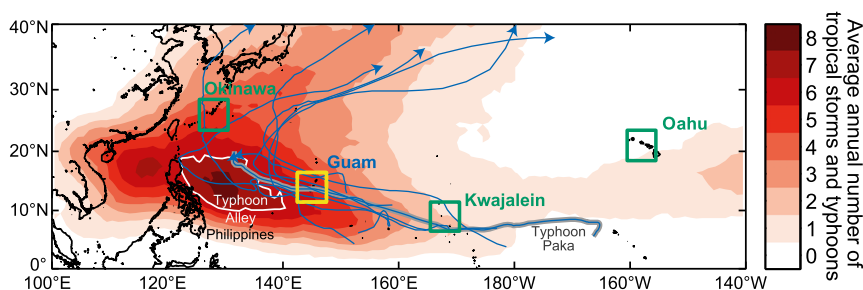 40°N
30°N
20°N
10°N
0°
100°E
120°E
140°E
160°E
180°W
160°W
140°W
Okinawa
Guam
Oahu
Kwajalein
Typhoon
Alley
Philippines
Typhoon
Paka
8
7
6
5
4
3
2
1
0
Average annual number of
tropical storms and typhoons